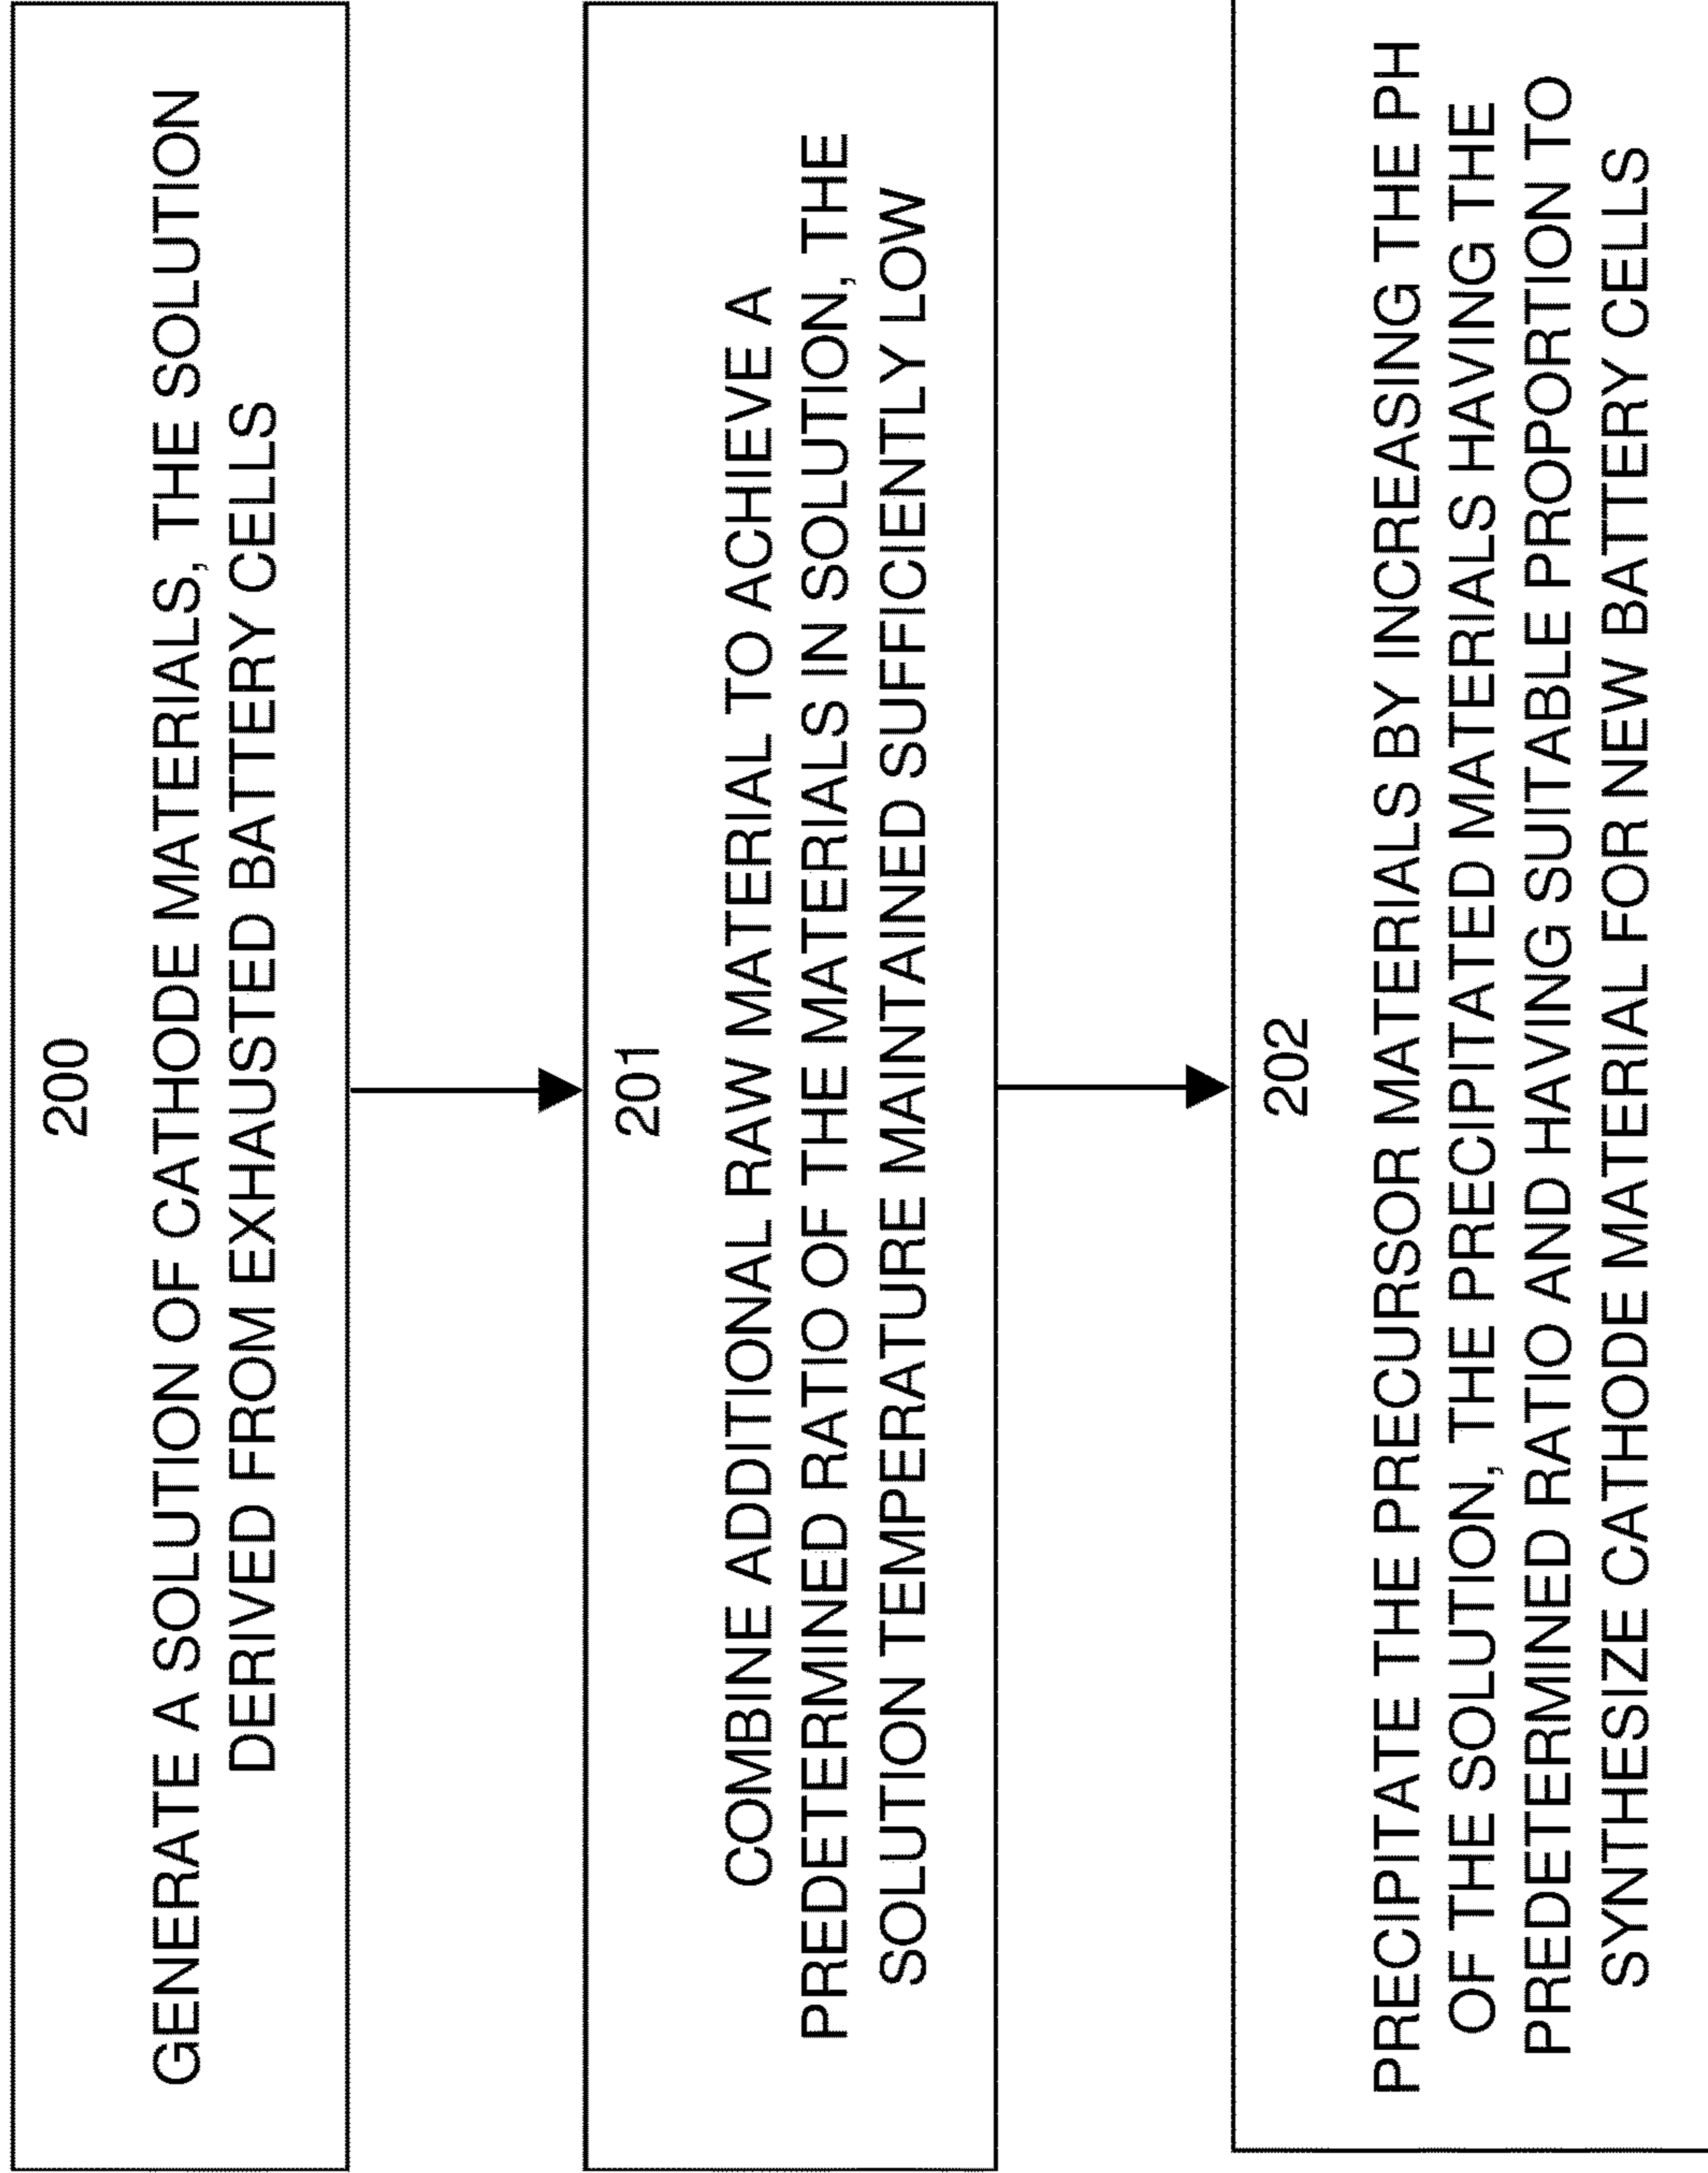 200
GENERATE A SOLUTION OF CATHODE MATERIALS, THE SOLUTION
DERIVED FROM EXHAUSTED BATTERY CELLS
201
COMBINE ADDITIONAL RAW MATERIAL TO ACHIEVE A
PREDETERMINED RATIO OF THE MATERIALS IN SOLUTION, THE
SOLUTION TEMPERATURE MAINTAINED SUFFICIENTLY LOW
202
PRECIPITATE THE PRECURSOR MATERIALS BY INCREASING THE PH
OF THE SOLUTION, THE PRECIPITATED MATERIALS HAVING THE
PREDETERMINED RATIO AND HAVING SUITABLE PROPORTION TO
SYNTHESIZE CATHODE MATERIAL FOR NEW BATTERY CELLS